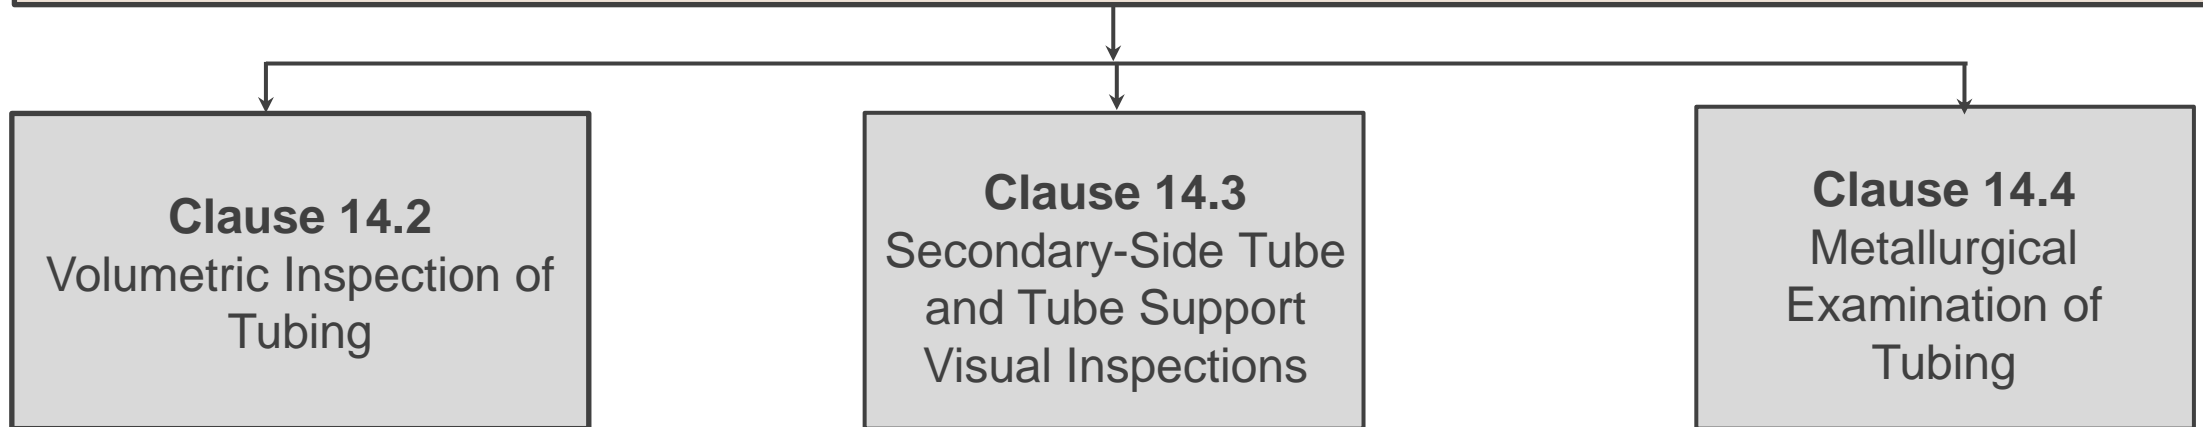 Clause 14.2
Volumetric Inspection of
Tubing
Clause 14.3
Secondary-Side Tube
and Tube Support
Visual Inspections
Clause 14.4
Metallurgical
Examination of
Tubing